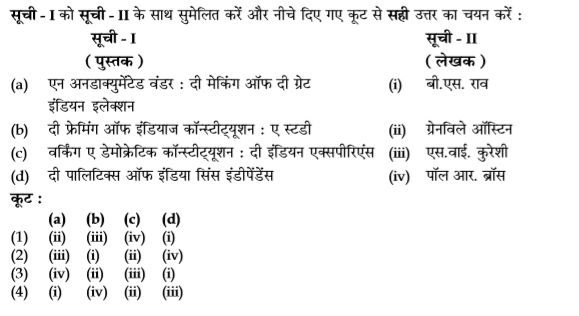 सूची - I को सूची - II के साथ सुमेलित करें और नीचे दिए गए कूट से सही उत्तर का चयन करें :
सूची - I सूची - II
( पुस्तक ) ( लेखक )
(a) एन अनडाक्युमेंटेड वंडर : दी मेकिंग ऑफ दी ग्रेट (i) बी.एस. राव
इंडियन इलेक्शन
(b) दी फ्रेमिंग ऑफ इंडियाज कॉन्स्टीट्यूशन : ए स्टडी (ii) ग्रेनविले ऑस्टिन
(c) वर्किंग ए डेमोक्रेटिक कॉन्स्टीट्यूशन : दी इंडियन एक्सपीरिएंस (iii) एस.वाई. कुरेशी
(d) दी पालिटिक्स ऑफ इंडिया सिंस इंडीपेंडेंस (iv) पॉल आर. ब्रॉस
कूट :
(a) (b) (c) (d)
(1) (ii) (iii) (iv) (i)
(2) (iii) (i) (ii) (iv)
(3) (iv) (ii) (iii) (i)
(4) (i) (iv) (ii) (iii)